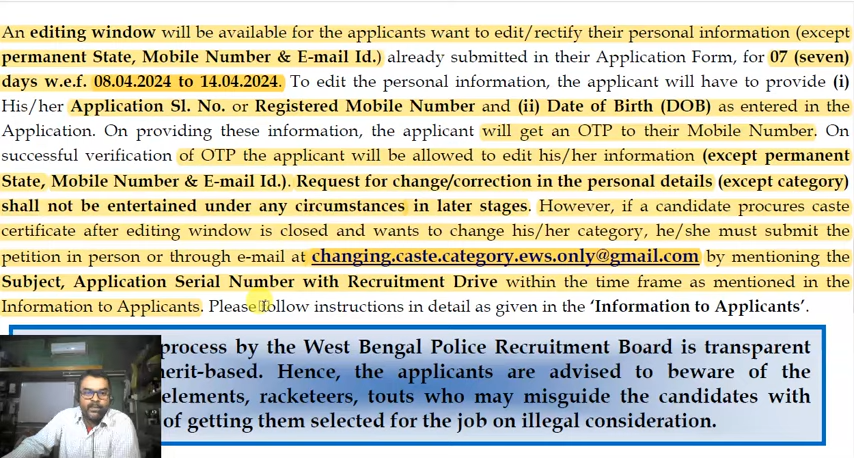 An editing window will be available for the applicants want to edit/rectify their personal information (except
permanent State, Mobile Number & E-mail Id.) already submitted in their Application Form, for 07 (seven)
days w.e.f. 08.04.2024 to 14.04.2024. To edit the personal information, the applicant will have to provide (i)
His/her Application Sl. No. or Registered Mobile Number and (ii) Date of Birth (DOB) as entered in the
Application. On providing these information, the applicant will get an OTP to their Mobile Number. On
successful verification of OTP the applicant will be allowed to edit his/her information (except permanent
State, Mobile Number & E-mail Id.). Request for change/correction in the personal details (except category)
shall not be entertained under any circumstances in later stages. However, if a candidate procures caste
certificate after editing window is closed and wants to change his/her category, he/she must submit the
petition in person or through e-mail at changing.caste.category.ews.only@gmail.com by mentioning the
Subject, Application Serial Number with Recruitment Drive within the time frame as mentioned in the
Information to Applicants. Please follow instructions in detail as given in the ‘Information to Applicants’.
process by the West Bengal Police Recruitment Board is transparent
merit-based. Hence, the applicants are advised to beware of the
elements, racketeers, touts who may misguide the candidates with
of getting them selected for the job on illegal consideration.